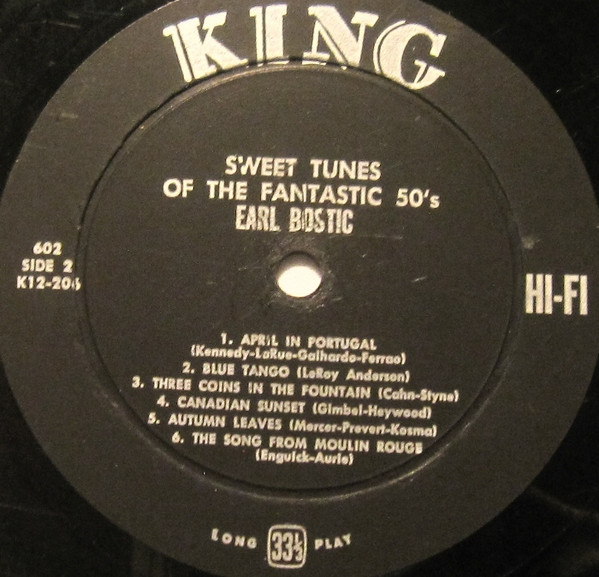 KING
SWEET TUNES
OF THE FANTASTIC 50's
EARL BOSTIC
602
SIDE 2
K12-206
HI-FI
1. APRIL IN PORTUGAL
(Kennedy-LaRue-Galhardo-Ferrao)
2. BLUE TANGO (LeRoy Anderson)
3. THREE COINS IN THE FOUNTAIN (Cahn-Styne)
4. CANADIAN SUNSET (Gimbel-Heywood)
5. AUTUMN LEAVES (Mercer-Prevert-Kosma)
6. THE SONG FROM MOULIN ROUGE
(Enguick-Auric)
LONG 33⅓ PLAY